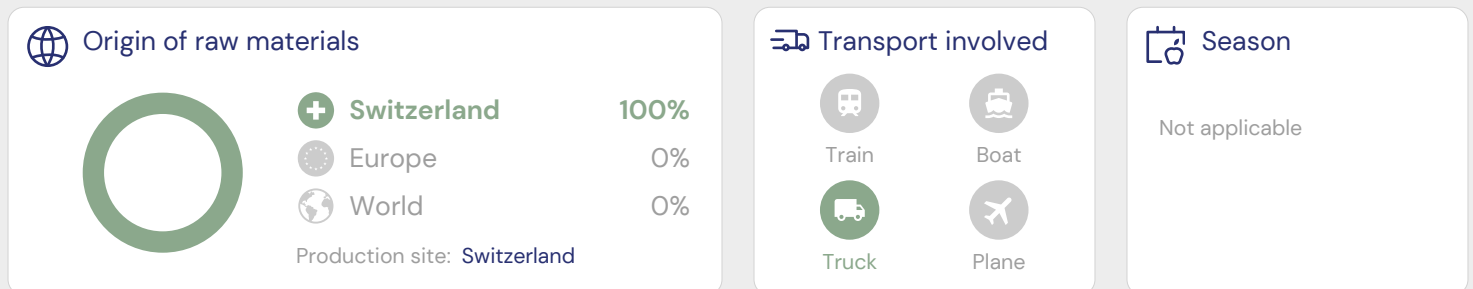 Origin of raw materials
Switzerland 100%
Europe 0%
World 0%
Production site: Switzerland
Transport involved
Train Boat
Truck Plane
Season
Not applicable